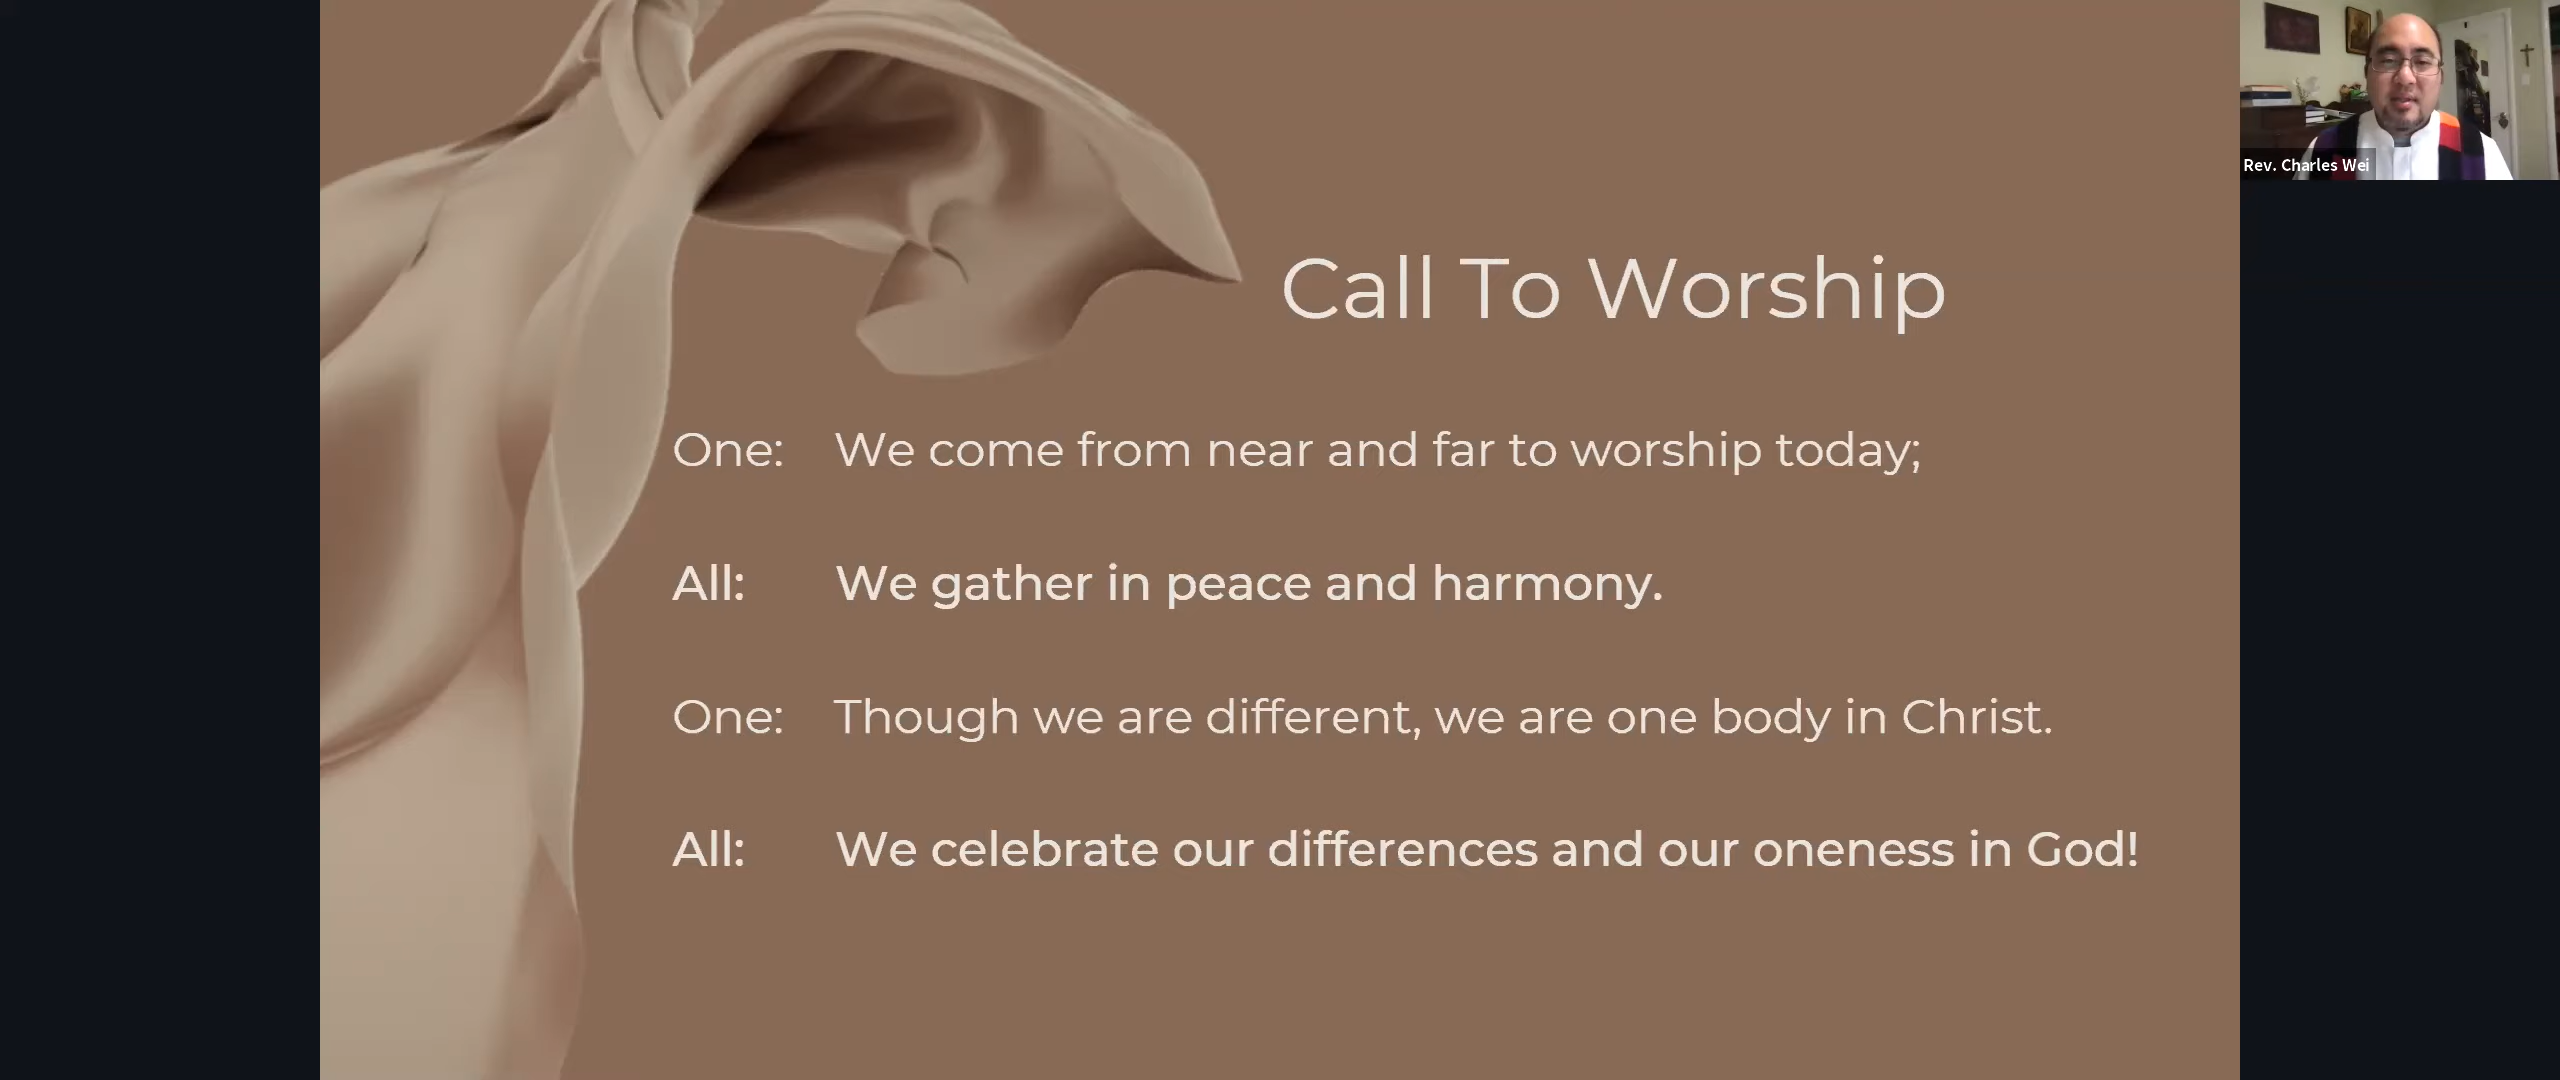 Call To Worship
One: We come from near and far to worship today;
All: We gather in peace and harmony.
One: Though we are different, we are one body in Christ.
All: We celebrate our differences and our oneness in God!
Rev. Charles Wei